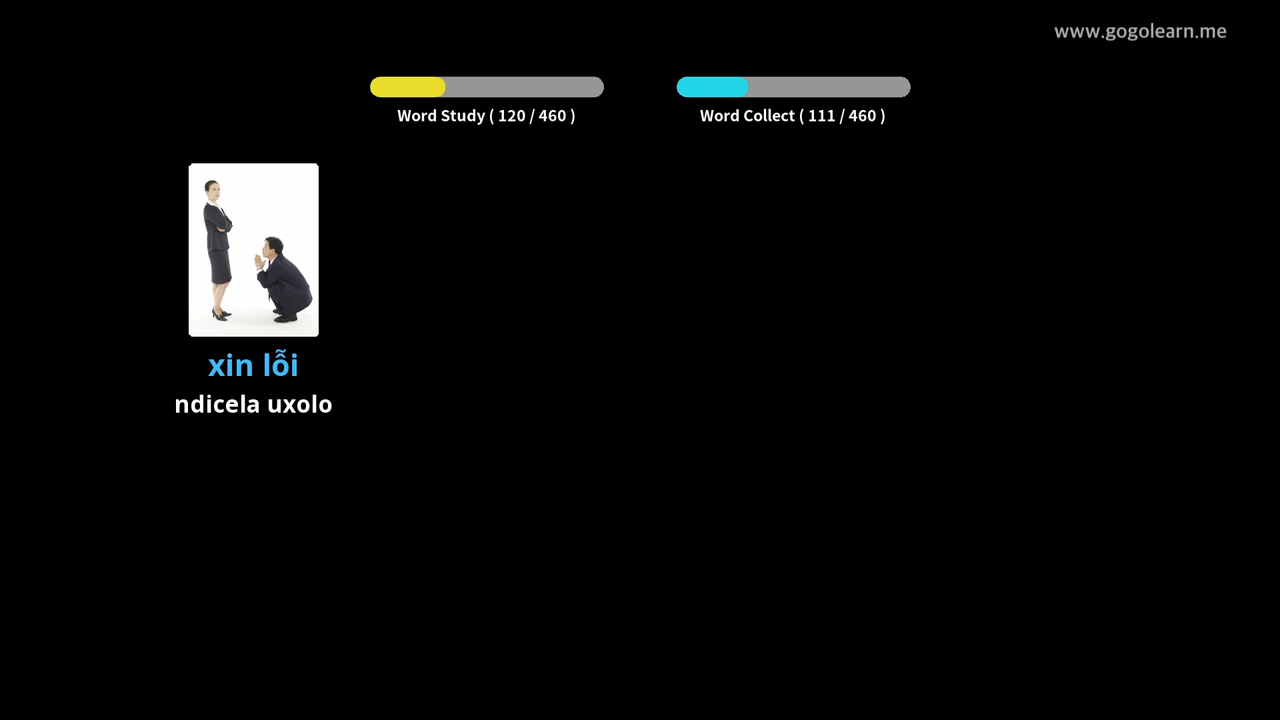 www.gogolearn.me
Word Study ( 120 / 460 )
Word Collect ( 111 / 460 )
xin lỗi
ndicela uxolo